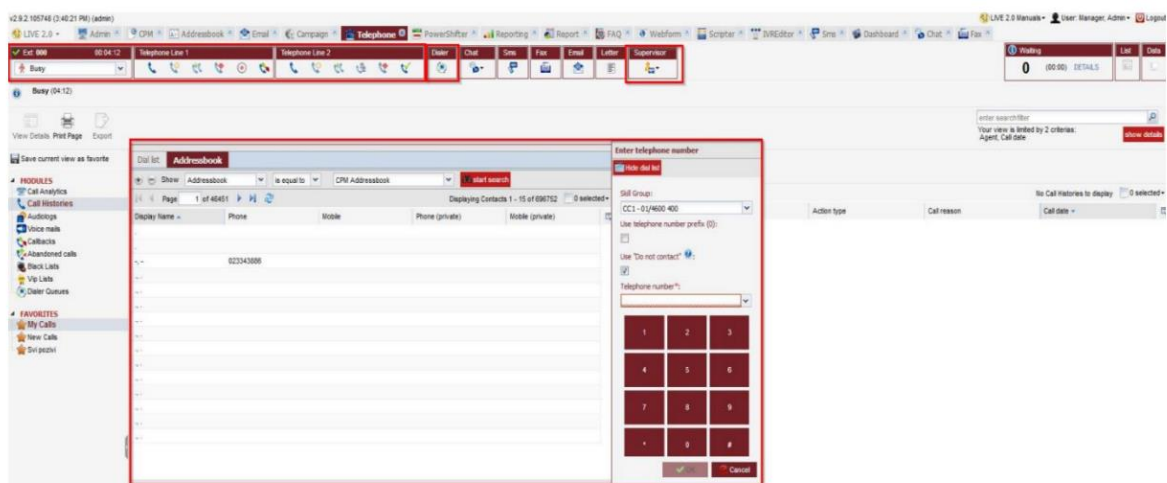 v2.9.2.105748 (3:40:21 PM) (admin)
LIVE 2.0 Manuals User: Manager, Admin Logout
LIVE 2.0 Admin CPM Addressbook Email Campaign Telephone PowerShifter Reporting Report FAQ Webform Scripter IVREditor Sms Dashboard Chat Fax
Ext: 000 00:04:12 Telephone Line 1 Telephone Line 2 Dialer Chat Sms Fax Email Letter Supervisor Waiting List Data
Busy 0 (00:00) DETAILS
Busy (04:12)
enter searchfilter
View Details Print Page Export
Your view is limited by 2 criterias:
Agent, Call date
show details
Save current view as favorite
MODULES
Call Analytics
Call Histories
Audiologs
Voice mails
Callbacks
Abandoned calls
Black Lists
Vip Lists
Dialer Queues
FAVORITES
My Calls
New Calls
Svi pozivi
Dial list Addressbook
Show Addressbook is equal to CPM Addressbook start search
Page 1 of 46451 Displaying Contacts 1 - 15 of 696752 0 selected
Display Name Phone Mobile Phone (private) Mobile (private)
-,- 023343686
Enter telephone number
Hide dial list
Skill Group:
CC1 - 01/4600 400
Use telephone number prefix (0):
Use "Do not contact" :
Telephone number*:
1 2 3
4 5 6
7 8 9
* 0 #
OK Cancel
No Call Histories to display 0 selected
Action type Call reason Call date